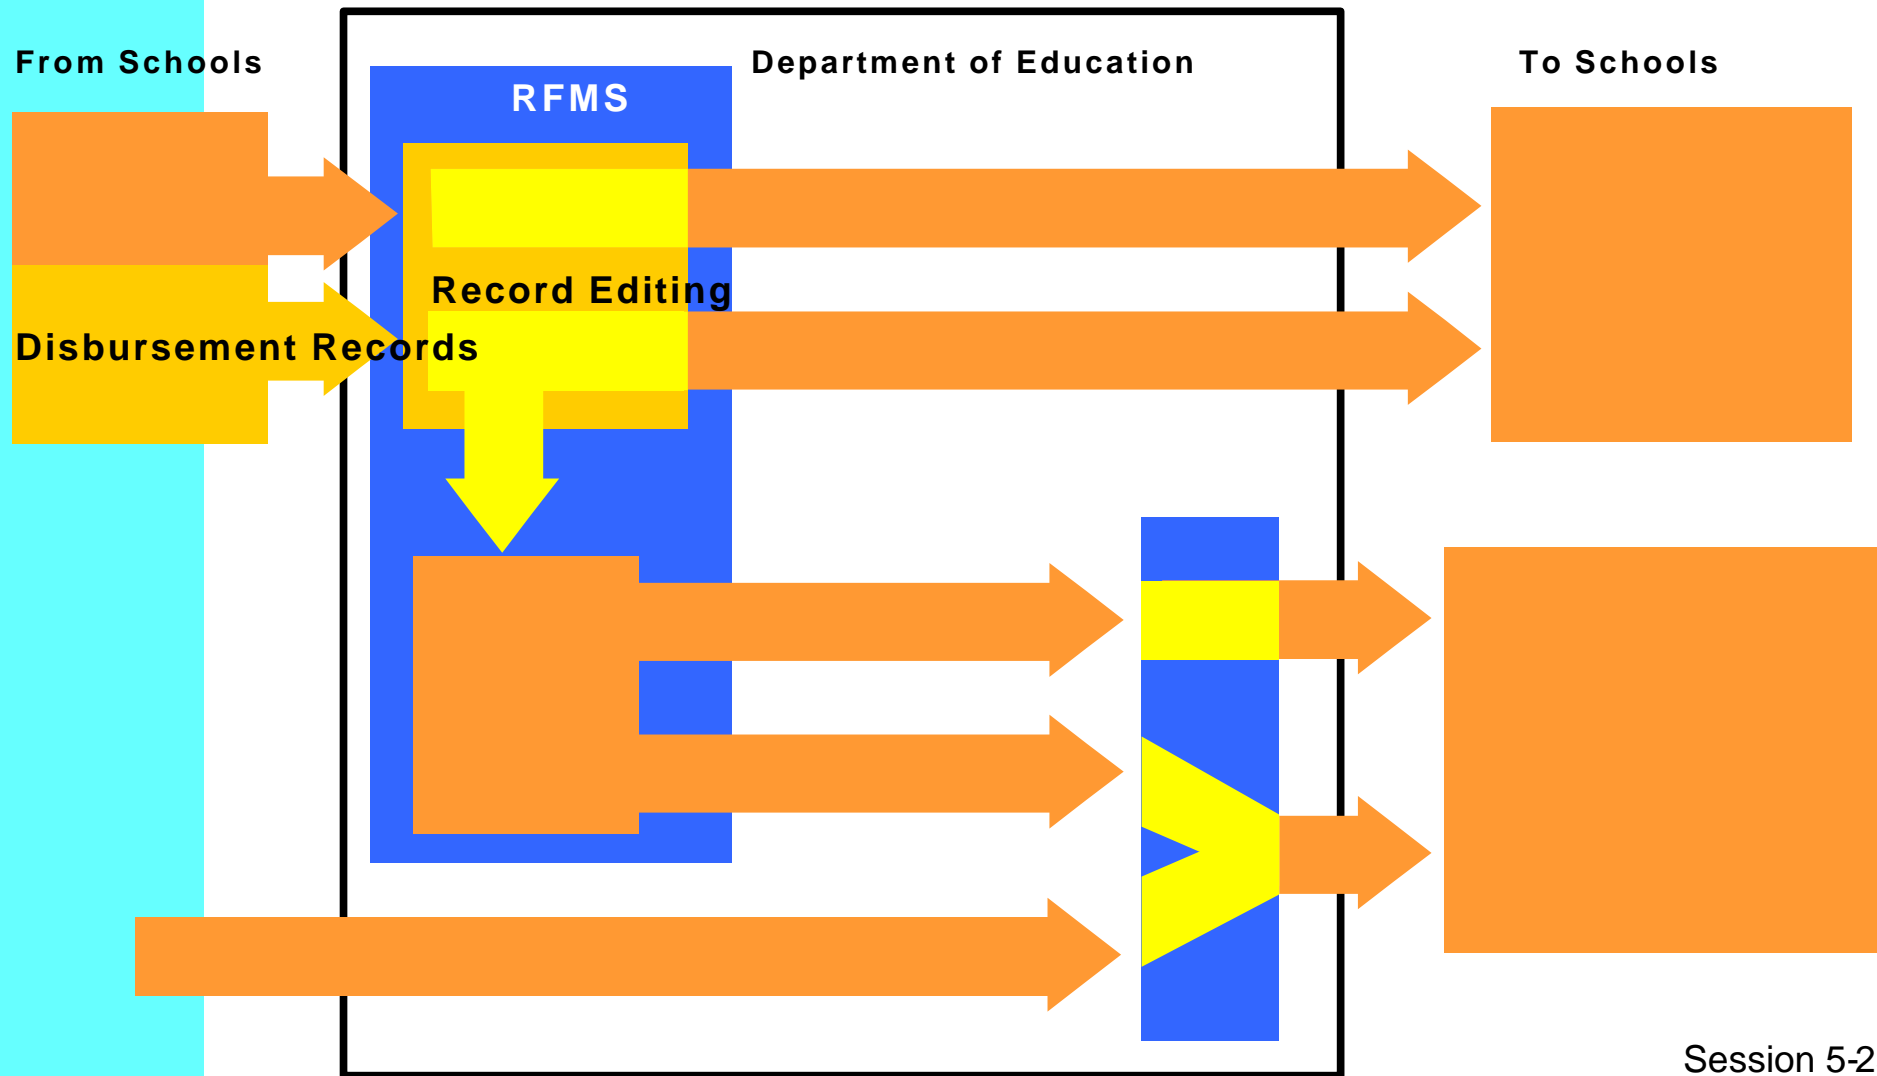 From Schools
Department of Education
To Schools
RFMS
Record Editing
Disbursement Records
Session 5-2